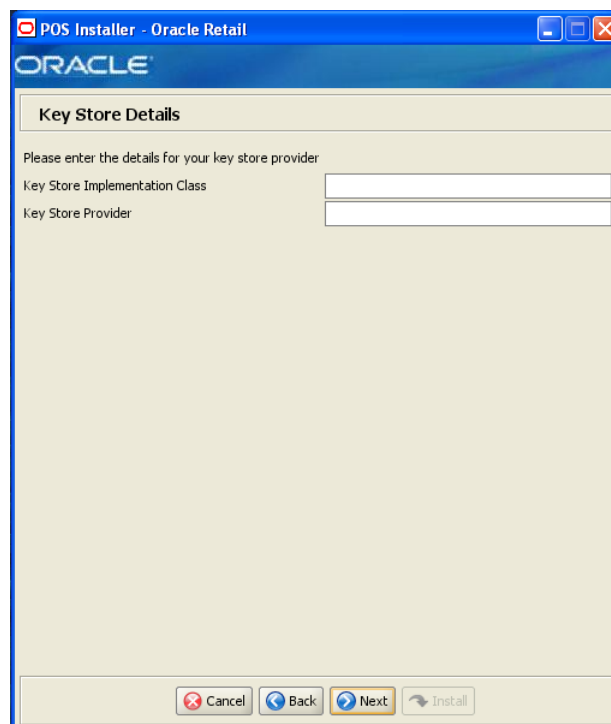 POS Installer - Oracle Retail
ORACLE
Key Store Details
Please enter the details for your key store provider
Key Store Implementation Class
Key Store Provider
Cancel Back Next Install